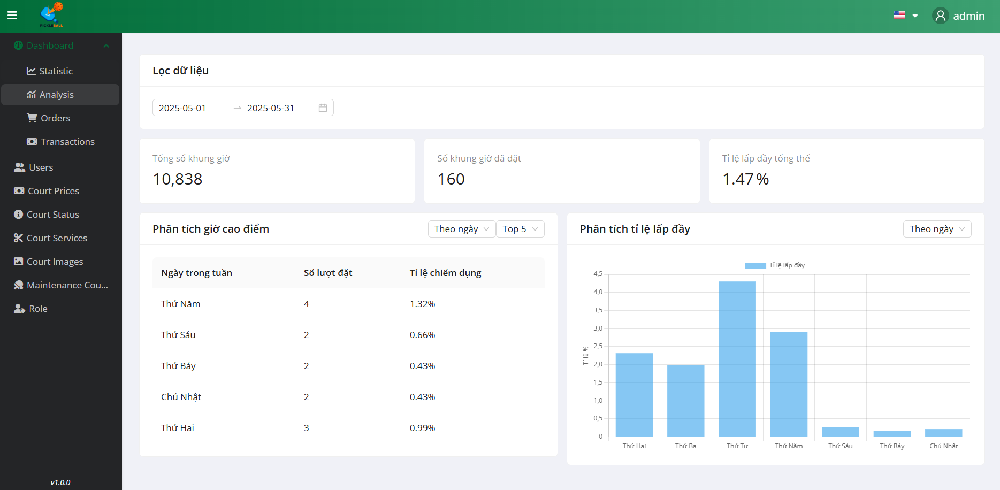 PICKLEBALL
admin
Dashboard
Statistic
Analysis
Orders
Transactions
Users
Court Prices
Court Status
Court Services
Court Images
Maintenance Cou...
Role
v1.0.0
Lọc dữ liệu
2025-05-01 → 2025-05-31
Tổng số khung giờ
10,838
Số khung giờ đã đặt
160
Tỉ lệ lấp đầy tổng thể
1.47 %
Phân tích giờ cao điểm Theo ngày Top 5
Ngày trong tuần Số lượt đặt Tỉ lệ chiếm dụng
Thứ Năm 4 1.32%
Thứ Sáu 2 0.66%
Thứ Bảy 2 0.43%
Chủ Nhật 2 0.43%
Thứ Hai 3 0.99%
Phân tích tỉ lệ lấp đầy Theo ngày
Tỉ lệ lấp đầy
Tỉ lệ %
4,5
4,0
3,5
3,0
2,5
2,0
1,5
1,0
0,5
0
Thứ Hai Thứ Ba Thứ Tư Thứ Năm Thứ Sáu Thứ Bảy Chủ Nhật